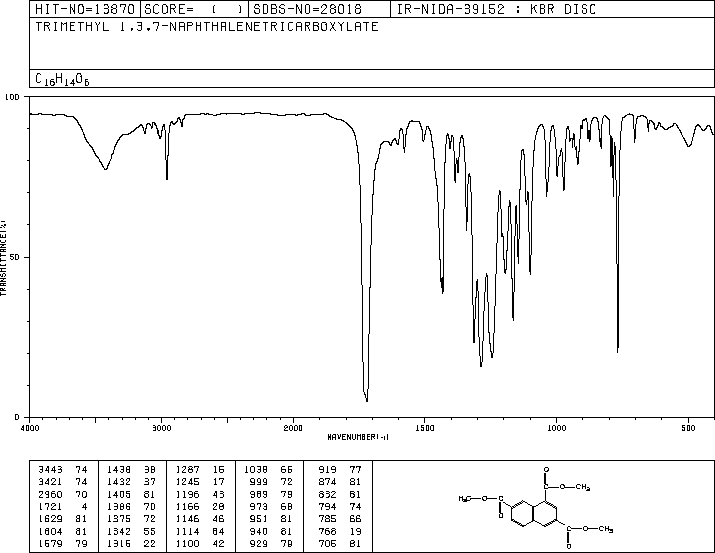 HIT-NO=13870 SCORE= ( ) SDBS-NO=28018 IR-NIDA-39152 : KBR DISC
TRIMETHYL 1,3,7-NAPHTHALENETRICARBOXYLATE
C16H14O6
100
50
0
TRANSMITTANCE(%)
4000 3000 2000 1500 1000 500
WAVENUMBER(-1)
3443 74 1438 38 1287 16 1038 66 919 77
3421 74 1432 37 1245 17 999 72 874 81
2960 70 1405 81 1196 43 989 79 832 81
1721 4 1386 70 1166 28 973 68 794 74
1629 81 1375 72 1146 46 951 81 785 66
1604 81 1342 55 1114 64 940 81 768 19
1579 79 1316 22 1100 42 929 79 705 81
O
C O CH3
H3C O C
O
C O CH3
O